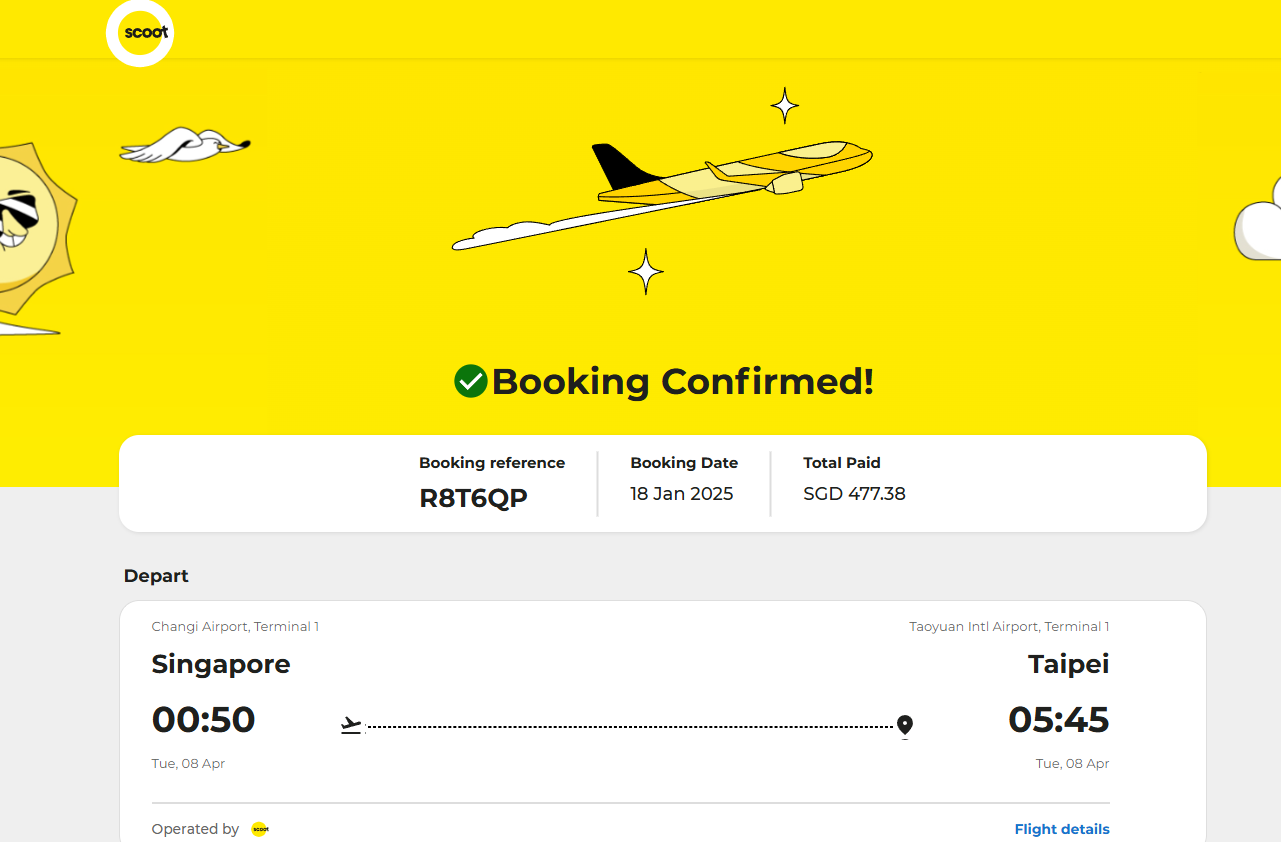 scoot
Booking Confirmed!
Booking reference
R8T6QP
Booking Date
18 Jan 2025
Total Paid
SGD 477.38
Depart
Changi Airport, Terminal 1
Taoyuan Intl Airport, Terminal 1
Singapore
Taipei
00:50
05:45
Tue, 08 Apr
Tue, 08 Apr
Operated by scoot
Flight details